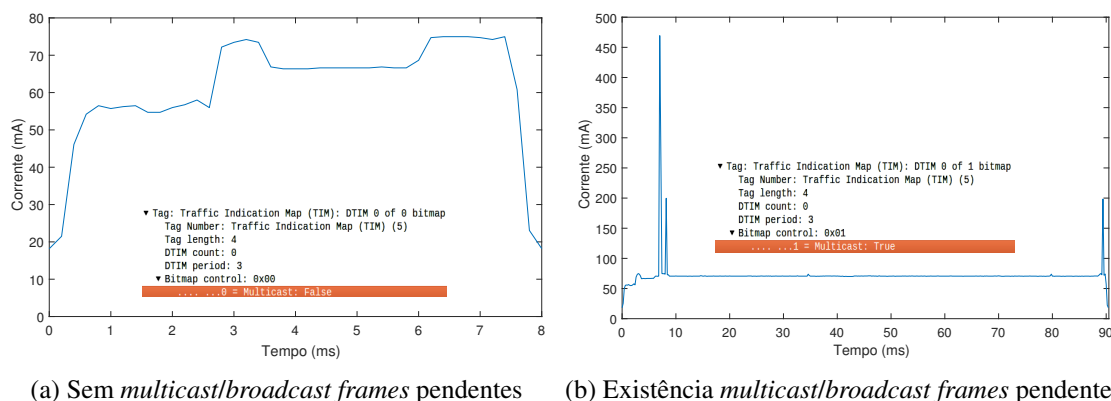 80
70
60
50
40
30
20
10
0
Corrente (mA)
▼ Tag: Traffic Indication Map (TIM): DTIM 0 of 0 bitmap
Tag Number: Traffic Indication Map (TIM) (5)
Tag length: 4
DTIM count: 0
DTIM period: 3
▼ Bitmap control: 0x00
.... ...0 = Multicast: False
0 1 2 3 4 5 6 7 8
Tempo (ms)
(a) Sem multicast/broadcast frames pendentes
500
450
400
350
300
250
200
150
100
50
0
Corrente (mA)
▼ Tag: Traffic Indication Map (TIM): DTIM 0 of 1 bitmap
Tag Number: Traffic Indication Map (TIM) (5)
Tag length: 4
DTIM count: 0
DTIM period: 3
▼ Bitmap control: 0x01
.... ...1 = Multicast: True
0 10 20 30 40 50 60 70 80 90
Tempo (ms)
(b) Existência multicast/broadcast frames pendente